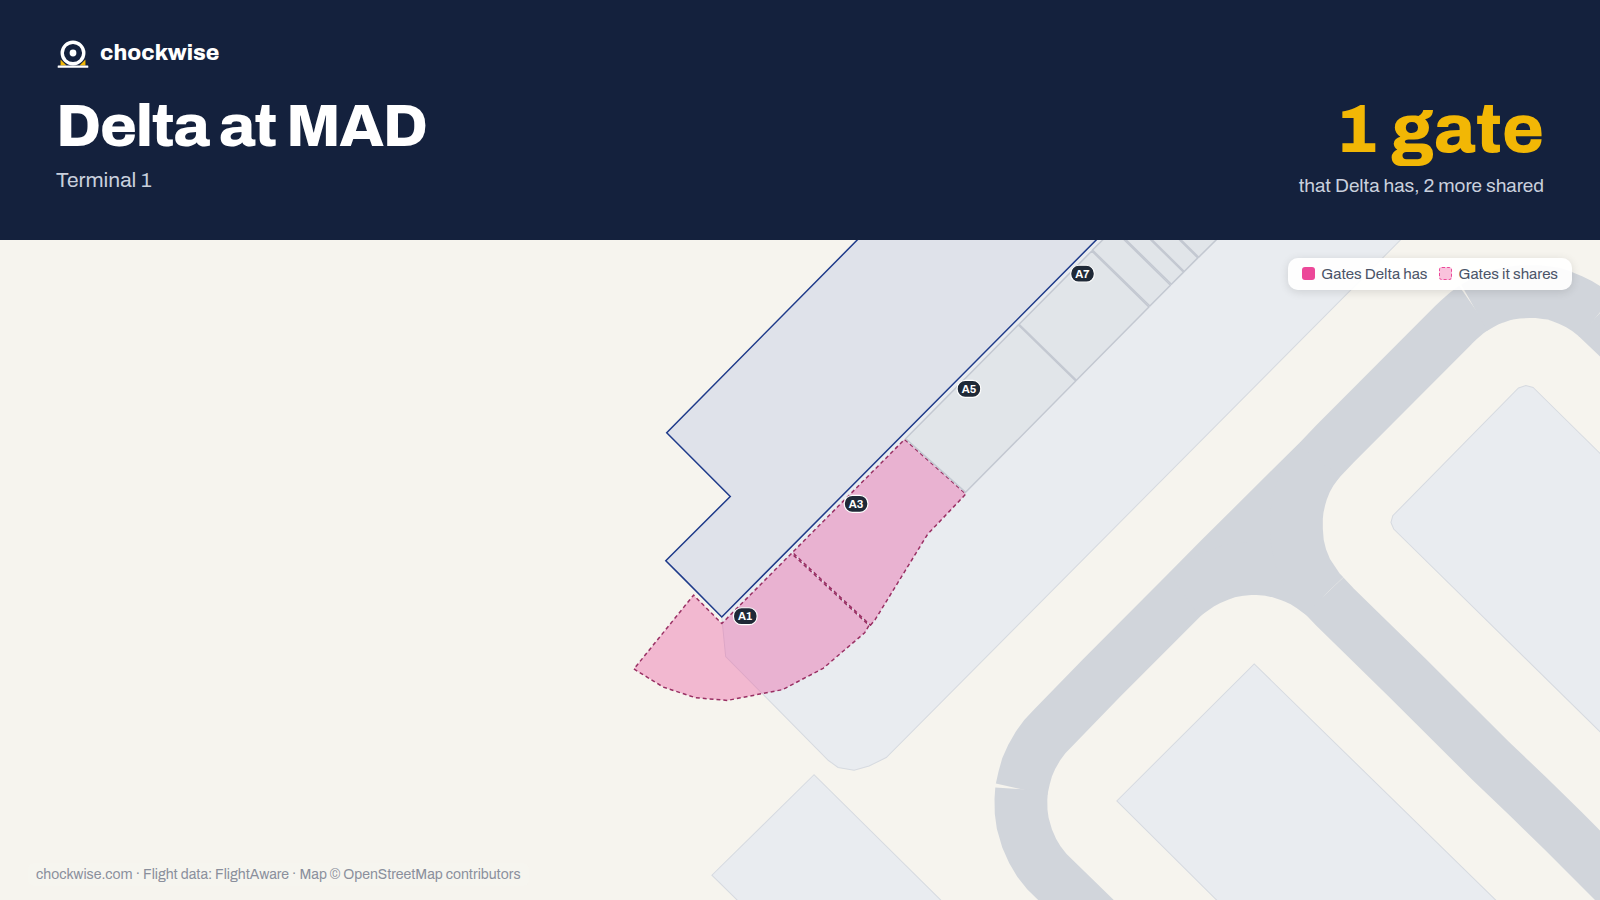 chockwise
Delta at MAD
Terminal 1
1 gate
that Delta has, 2 more shared
Gates Delta has
Gates it shares
A7
A5
A3
A1
chockwise.com · Flight data: FlightAware · Map © OpenStreetMap contributors